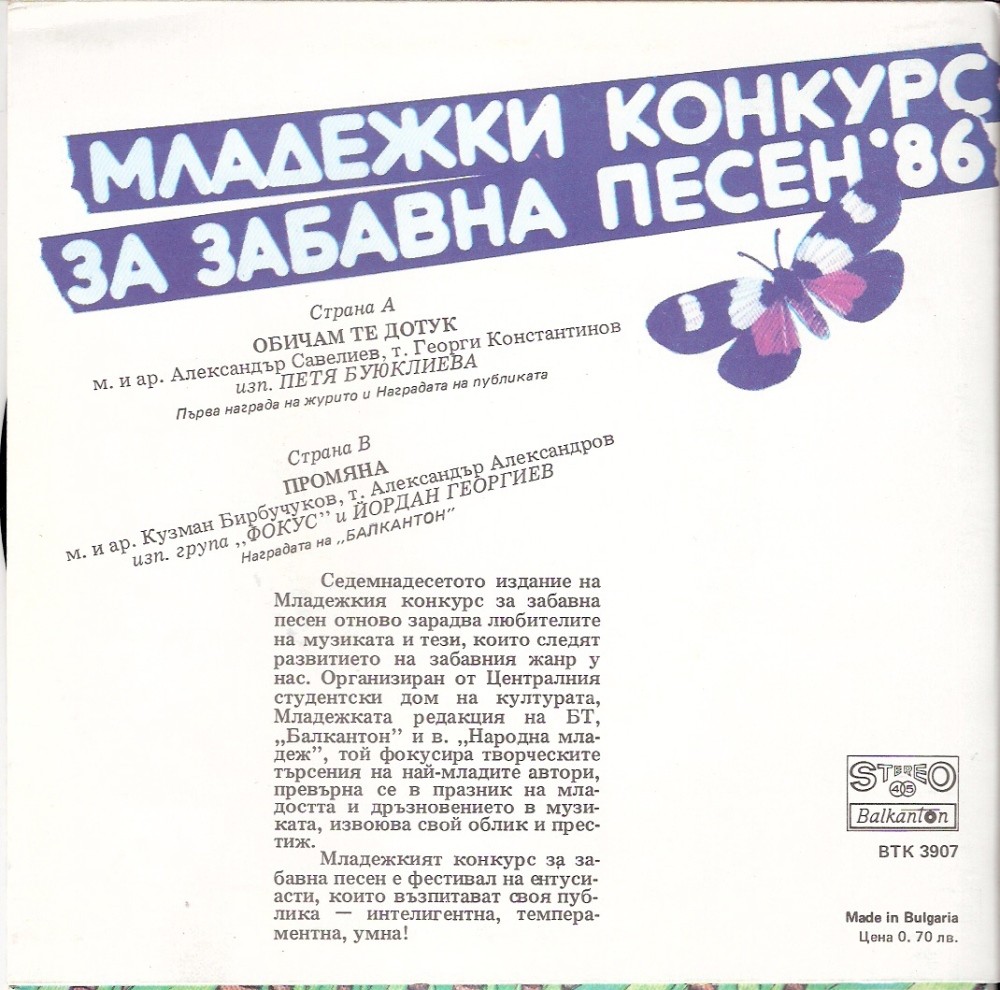 МЛАДЕЖКИ КОНКУРС
ЗА ЗАБАВНА ПЕСЕН '86
Страна А
ОБИЧАМ ТЕ ДОТУК
м. и ар. Александър Савелиев, т. Георги Константинов
изп. ПЕТЯ БУЮКЛИЕВА
Първа награда на журито и Наградата на публиката
Страна В
ПРОМЯНА
м. и ар. Кузман Бирбучуков, т. Александър Александров
изп. група „ФОКУС” и ЙОРДАН ГЕОРГИЕВ
Наградата на „БАЛКАНТОН”
Седемнадесетото издание на
Младежкия конкурс за забавна
песен отново зарадва любителите
на музиката и тези, които следят
развитието на забавния жанр у
нас. Организиран от Централния
студентски дом на културата,
Младежката редакция на БТ,
„Балкантон” и в. „Народна мла-
деж”, той фокусира творческите
търсения на най-младите автори,
превърна се в празник на мла-
достта и дръзновението в музи-
ката, извоюва свой облик и прес-
тиж.
Младежкият конкурс за за-
бавна песен е фестивал на ентуси-
асти, които възпитават своя пуб-
лика — интелигентна, темпера-
ментна, умна!
STEREO
45
Balkanton
ВТК 3907
Made in Bulgaria
Цена 0. 70 лв.